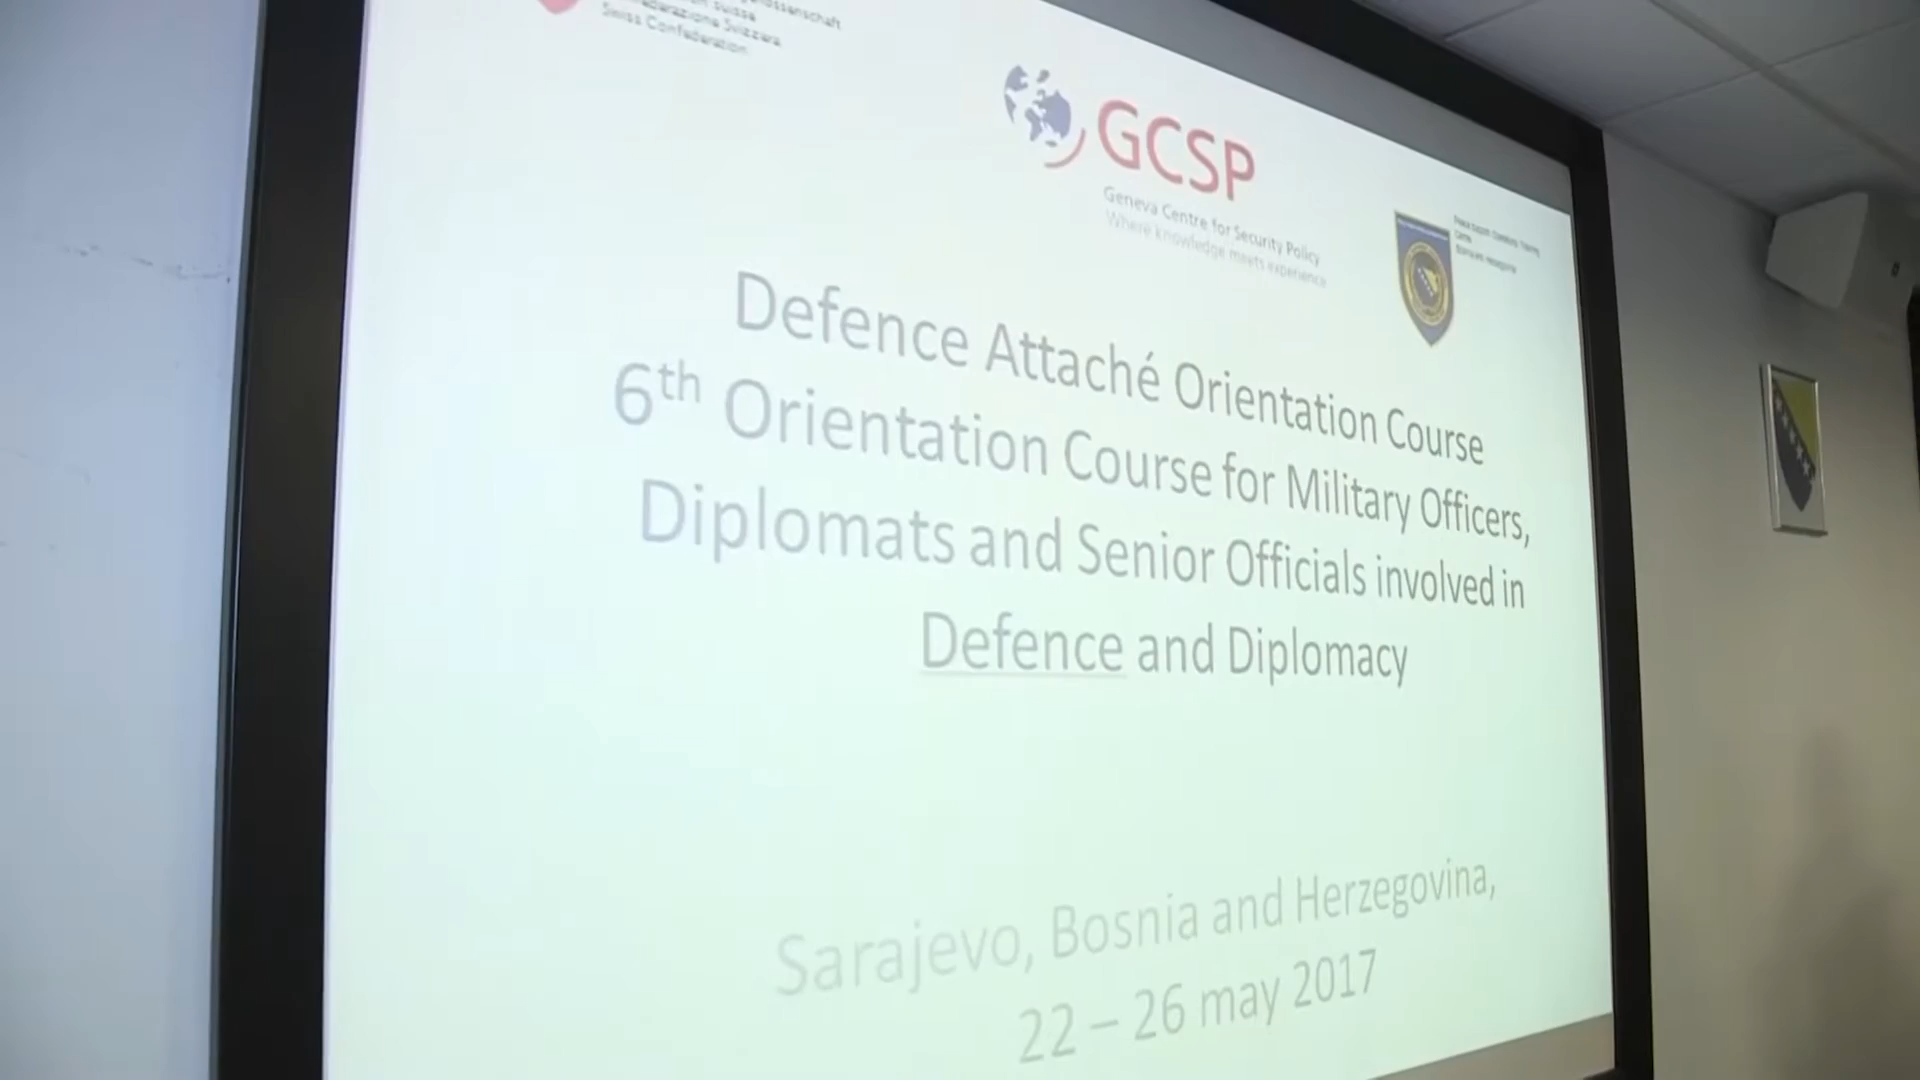 Swiss Confederation
GCSP
Geneva Centre for Security Policy
Where knowledge meets experience
Defence Attaché Orientation Course
6th Orientation Course for Military Officers,
Diplomats and Senior Officials involved in
Defence and Diplomacy
Sarajevo, Bosnia and Herzegovina,
22 – 26 may 2017